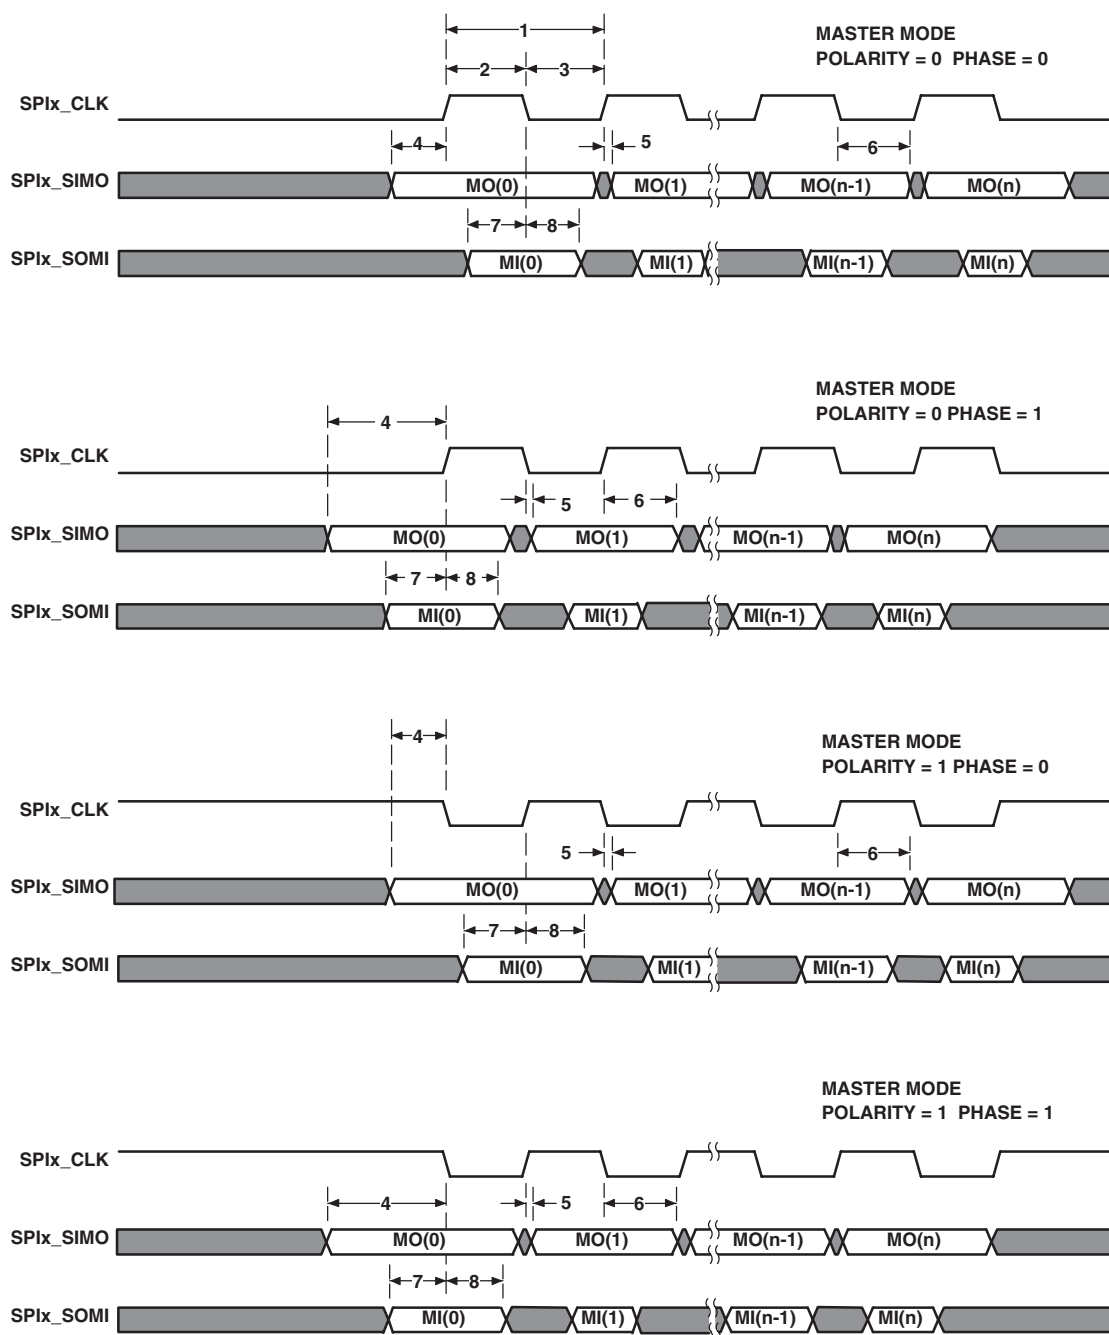 1
MASTER MODE
POLARITY = 0 PHASE = 0
2 3
SPIx_CLK
4 5 6
SPIx_SIMO MO(0) MO(1) MO(n-1) MO(n)
7 8
SPIx_SOMI MI(0) MI(1) MI(n-1) MI(n)
MASTER MODE
POLARITY = 0 PHASE = 1
4
SPIx_CLK
5 6
SPIx_SIMO MO(0) MO(1) MO(n-1) MO(n)
7 8
SPIx_SOMI MI(0) MI(1) MI(n-1) MI(n)
4
MASTER MODE
POLARITY = 1 PHASE = 0
SPIx_CLK
5 6
SPIx_SIMO MO(0) MO(1) MO(n-1) MO(n)
7 8
SPIx_SOMI MI(0) MI(1) MI(n-1) MI(n)
MASTER MODE
POLARITY = 1 PHASE = 1
SPIx_CLK
4 5 6
SPIx_SIMO MO(0) MO(1) MO(n-1) MO(n)
7 8
SPIx_SOMI MI(0) MI(1) MI(n-1) MI(n)